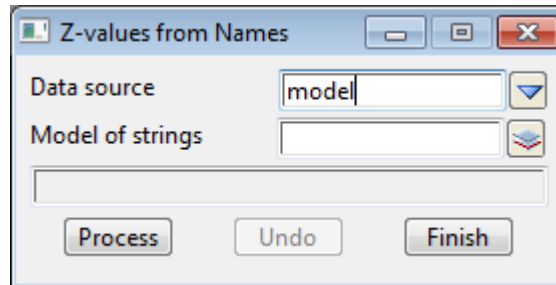 Z-values from Names
Data source model
Model of strings
Process Undo Finish